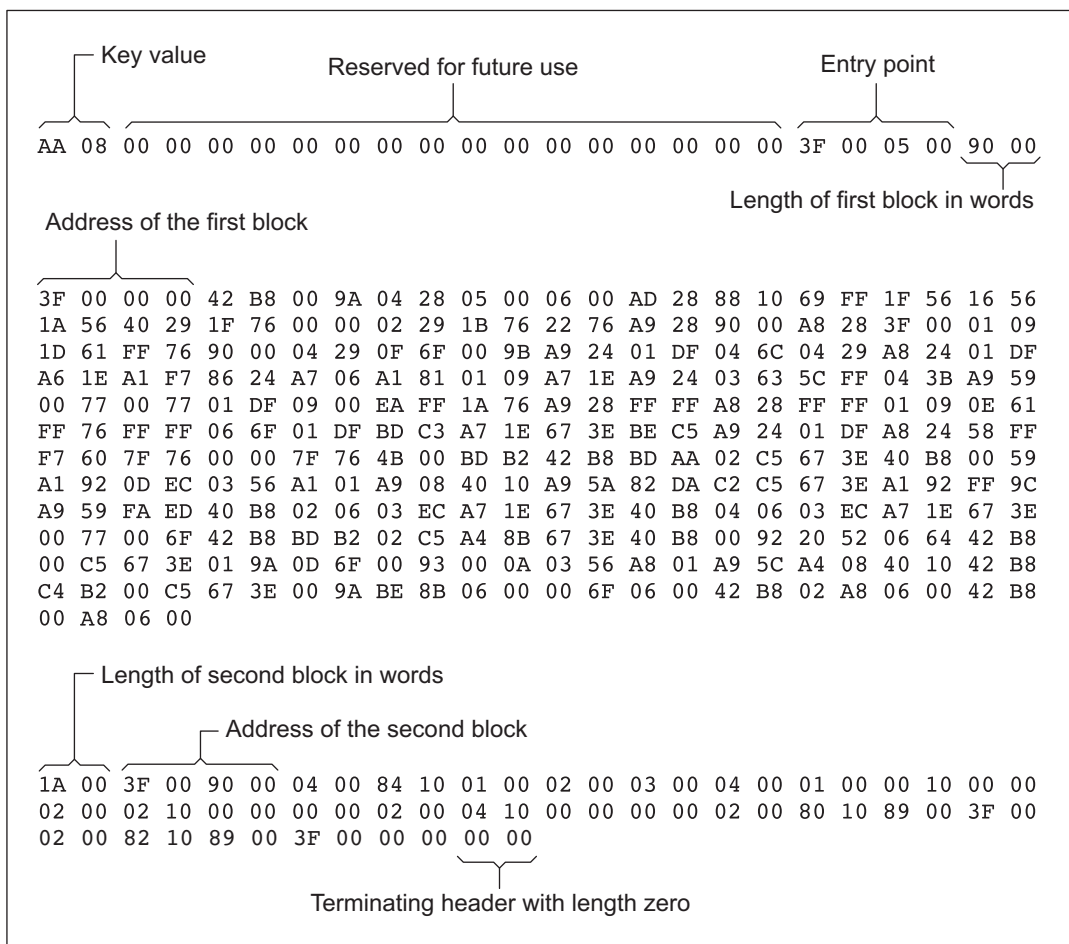 Key value
Reserved for future use
Entry point
AA 08 00 00 00 00 00 00 00 00 00 00 00 00 00 00 00 00 3F 00 05 00 90 00
Length of first block in words
Address of the first block
3F 00 00 00 42 B8 00 9A 04 28 05 00 06 00 AD 28 88 10 69 FF 1F 56 16 56
1A 56 40 29 1F 76 00 00 02 29 1B 76 22 76 A9 28 90 00 A8 28 3F 00 01 09
1D 61 FF 76 90 00 04 29 0F 6F 00 9B A9 24 01 DF 04 6C 04 29 A8 24 01 DF
A6 1E A1 F7 86 24 A7 06 A1 81 01 09 A7 1E A9 24 03 63 5C FF 04 3B A9 59
00 77 00 77 01 DF 09 00 EA FF 1A 76 A9 28 FF FF A8 28 FF FF 01 09 0E 61
FF 76 FF FF 06 6F 01 DF BD C3 A7 1E 67 3E BE C5 A9 24 01 DF A8 24 58 FF
F7 60 7F 76 00 00 7F 76 4B 00 BD B2 42 B8 BD AA 02 C5 67 3E 40 B8 00 59
A1 92 0D EC 03 56 A1 01 A9 08 40 10 A9 5A 82 DA C2 C5 67 3E A1 92 FF 9C
A9 59 FA ED 40 B8 02 06 03 EC A7 1E 67 3E 40 B8 04 06 03 EC A7 1E 67 3E
00 77 00 6F 42 B8 BD B2 02 C5 A4 8B 67 3E 40 B8 00 92 20 52 06 64 42 B8
00 C5 67 3E 01 9A 0D 6F 00 93 00 0A 03 56 A8 01 A9 5C A4 08 40 10 42 B8
C4 B2 00 C5 67 3E 00 9A BE 8B 06 00 00 6F 06 00 42 B8 02 A8 06 00 42 B8
00 A8 06 00
Length of second block in words
Address of the second block
1A 00 3F 00 90 00 04 00 84 10 01 00 02 00 03 00 04 00 01 00 00 10 00 00
02 00 02 10 00 00 00 00 02 00 04 10 00 00 00 00 02 00 80 10 89 00 3F 00
02 00 82 10 89 00 3F 00 00 00 00 00
Terminating header with length zero